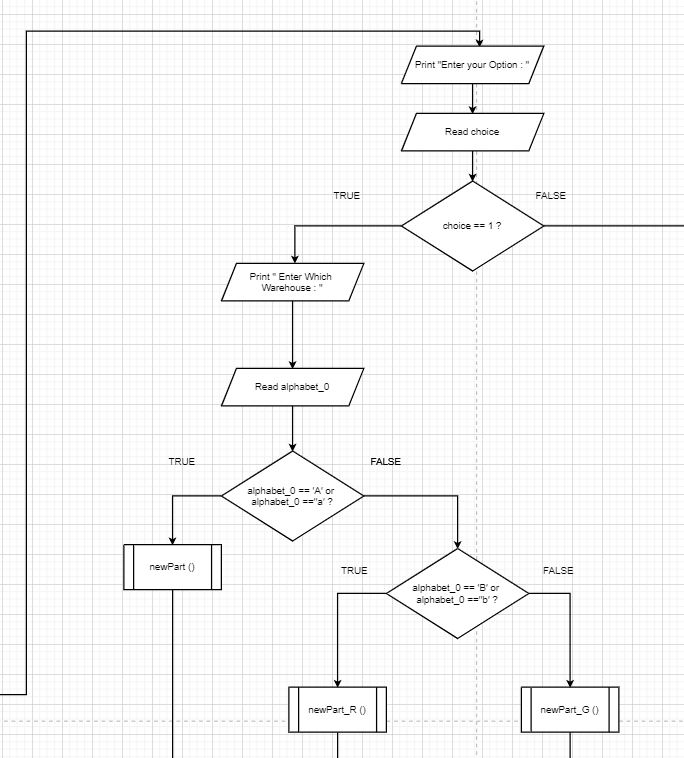 Print "Enter your Option : "
Read choice
TRUE
FALSE
choice == 1 ?
Print " Enter Which
Warehouse : "
Read alphabet_0
TRUE
FALSE
alphabet_0 == 'A' or
alphabet_0 =="a' ?
newPart ()
TRUE
FALSE
alphabet_0 == 'B' or
alphabet_0 =="b' ?
newPart_R ()
newPart_G ()